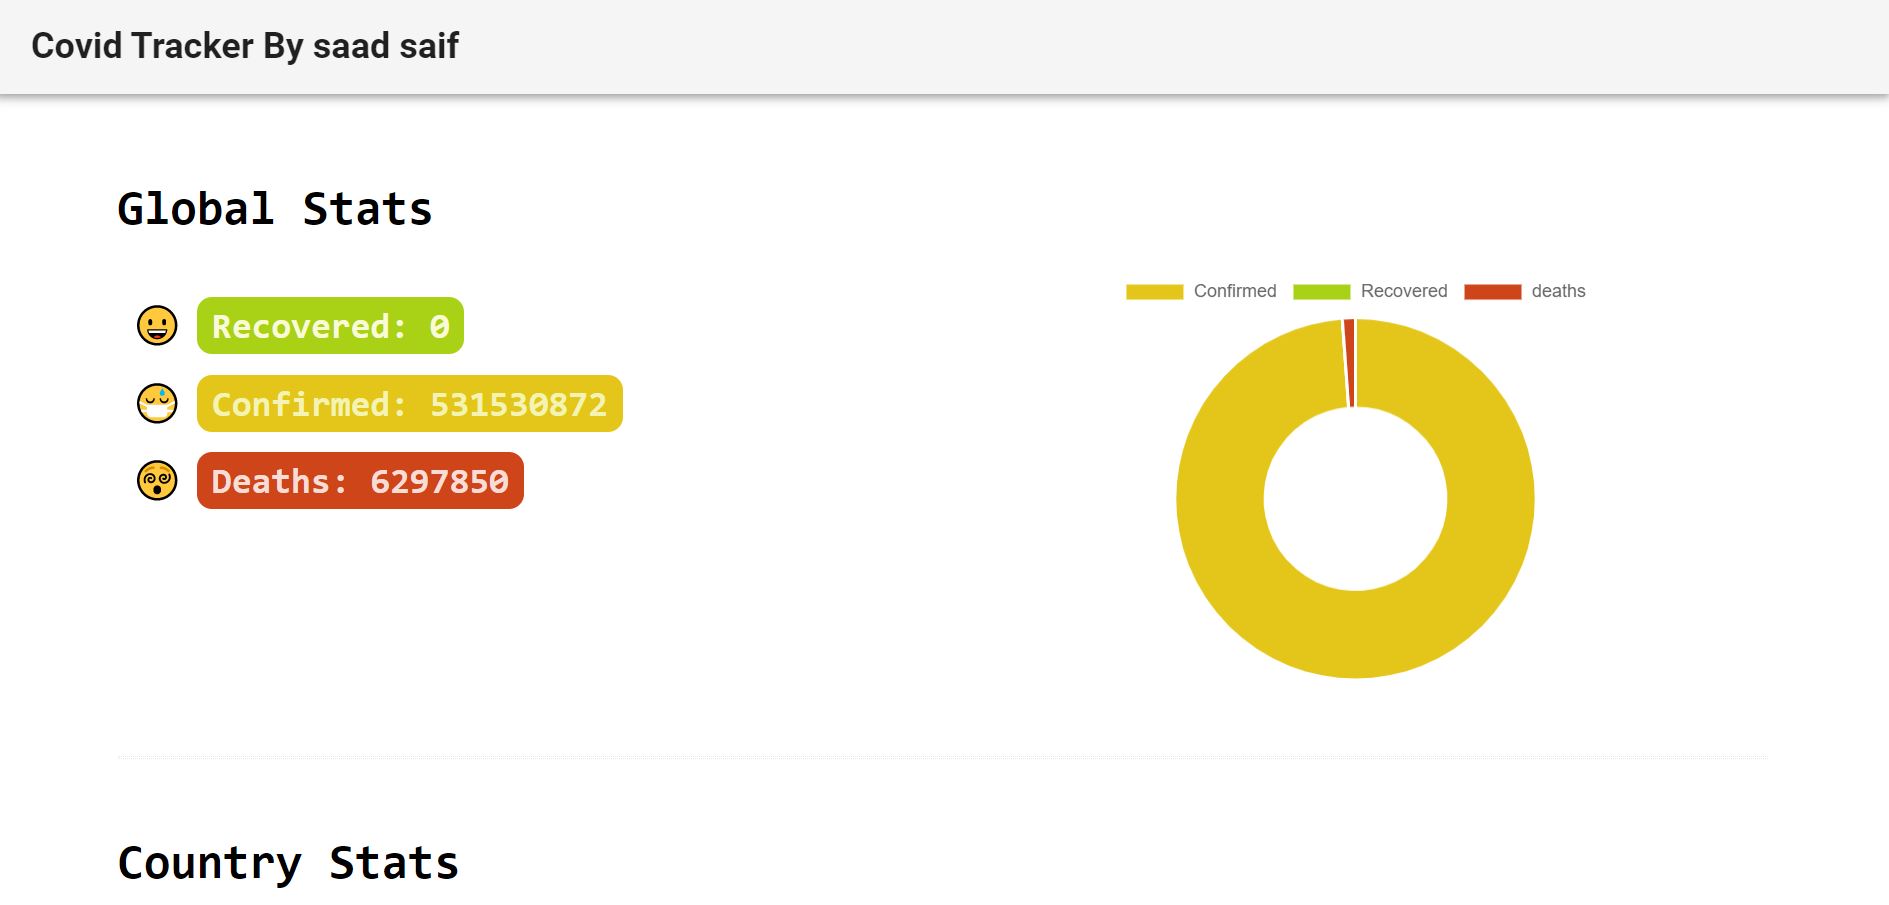 Covid Tracker By saad saif
Global Stats
Recovered: 0
Confirmed: 531530872
Deaths: 6297850
Confirmed Recovered deaths
Country Stats